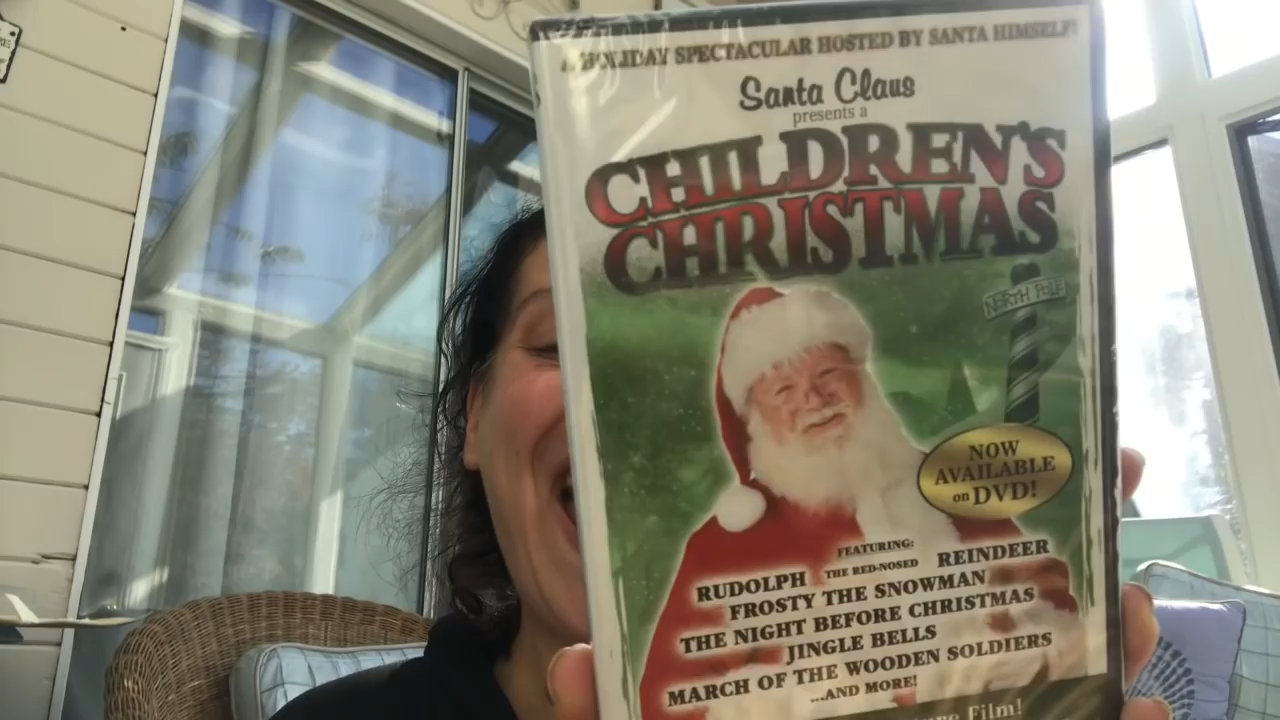 A HOLIDAY SPECTACULAR HOSTED BY SANTA HIMSELF!
Santa Claus
presents a
CHILDREN'S
CHRISTMAS
NORTH POLE
NOW
AVAILABLE
on DVD!
FEATURING:
RUDOLPH THE RED-NOSED REINDEER
FROSTY THE SNOWMAN
THE NIGHT BEFORE CHRISTMAS
JINGLE BELLS
MARCH OF THE WOODEN SOLDIERS
...AND MORE!
Film!